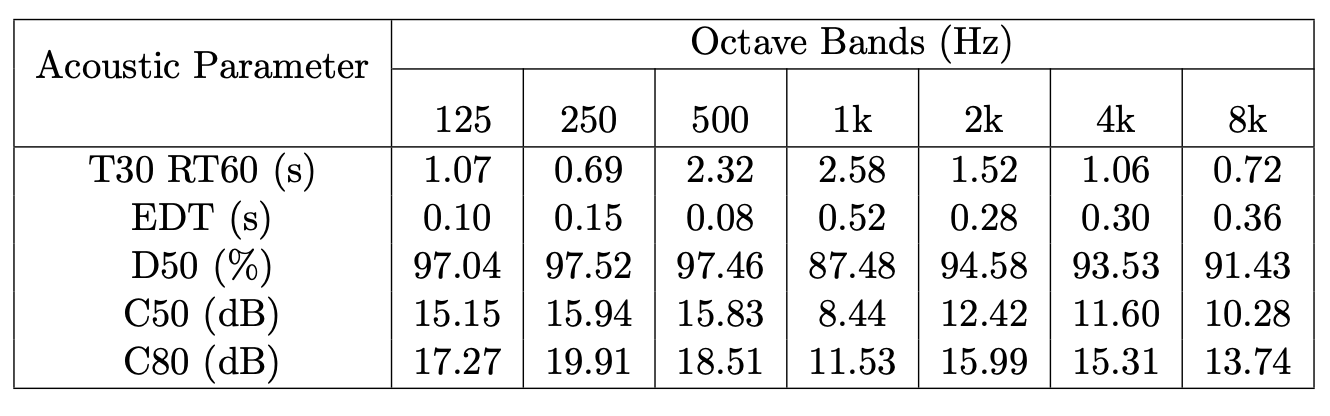 Octave Bands (Hz)
Acoustic Parameter
125 250 500 1k 2k 4k 8k
T30 RT60 (s) 1.07 0.69 2.32 2.58 1.52 1.06 0.72
EDT (s) 0.10 0.15 0.08 0.52 0.28 0.30 0.36
D50 (%) 97.04 97.52 97.46 87.48 94.58 93.53 91.43
C50 (dB) 15.15 15.94 15.83 8.44 12.42 11.60 10.28
C80 (dB) 17.27 19.91 18.51 11.53 15.99 15.31 13.74